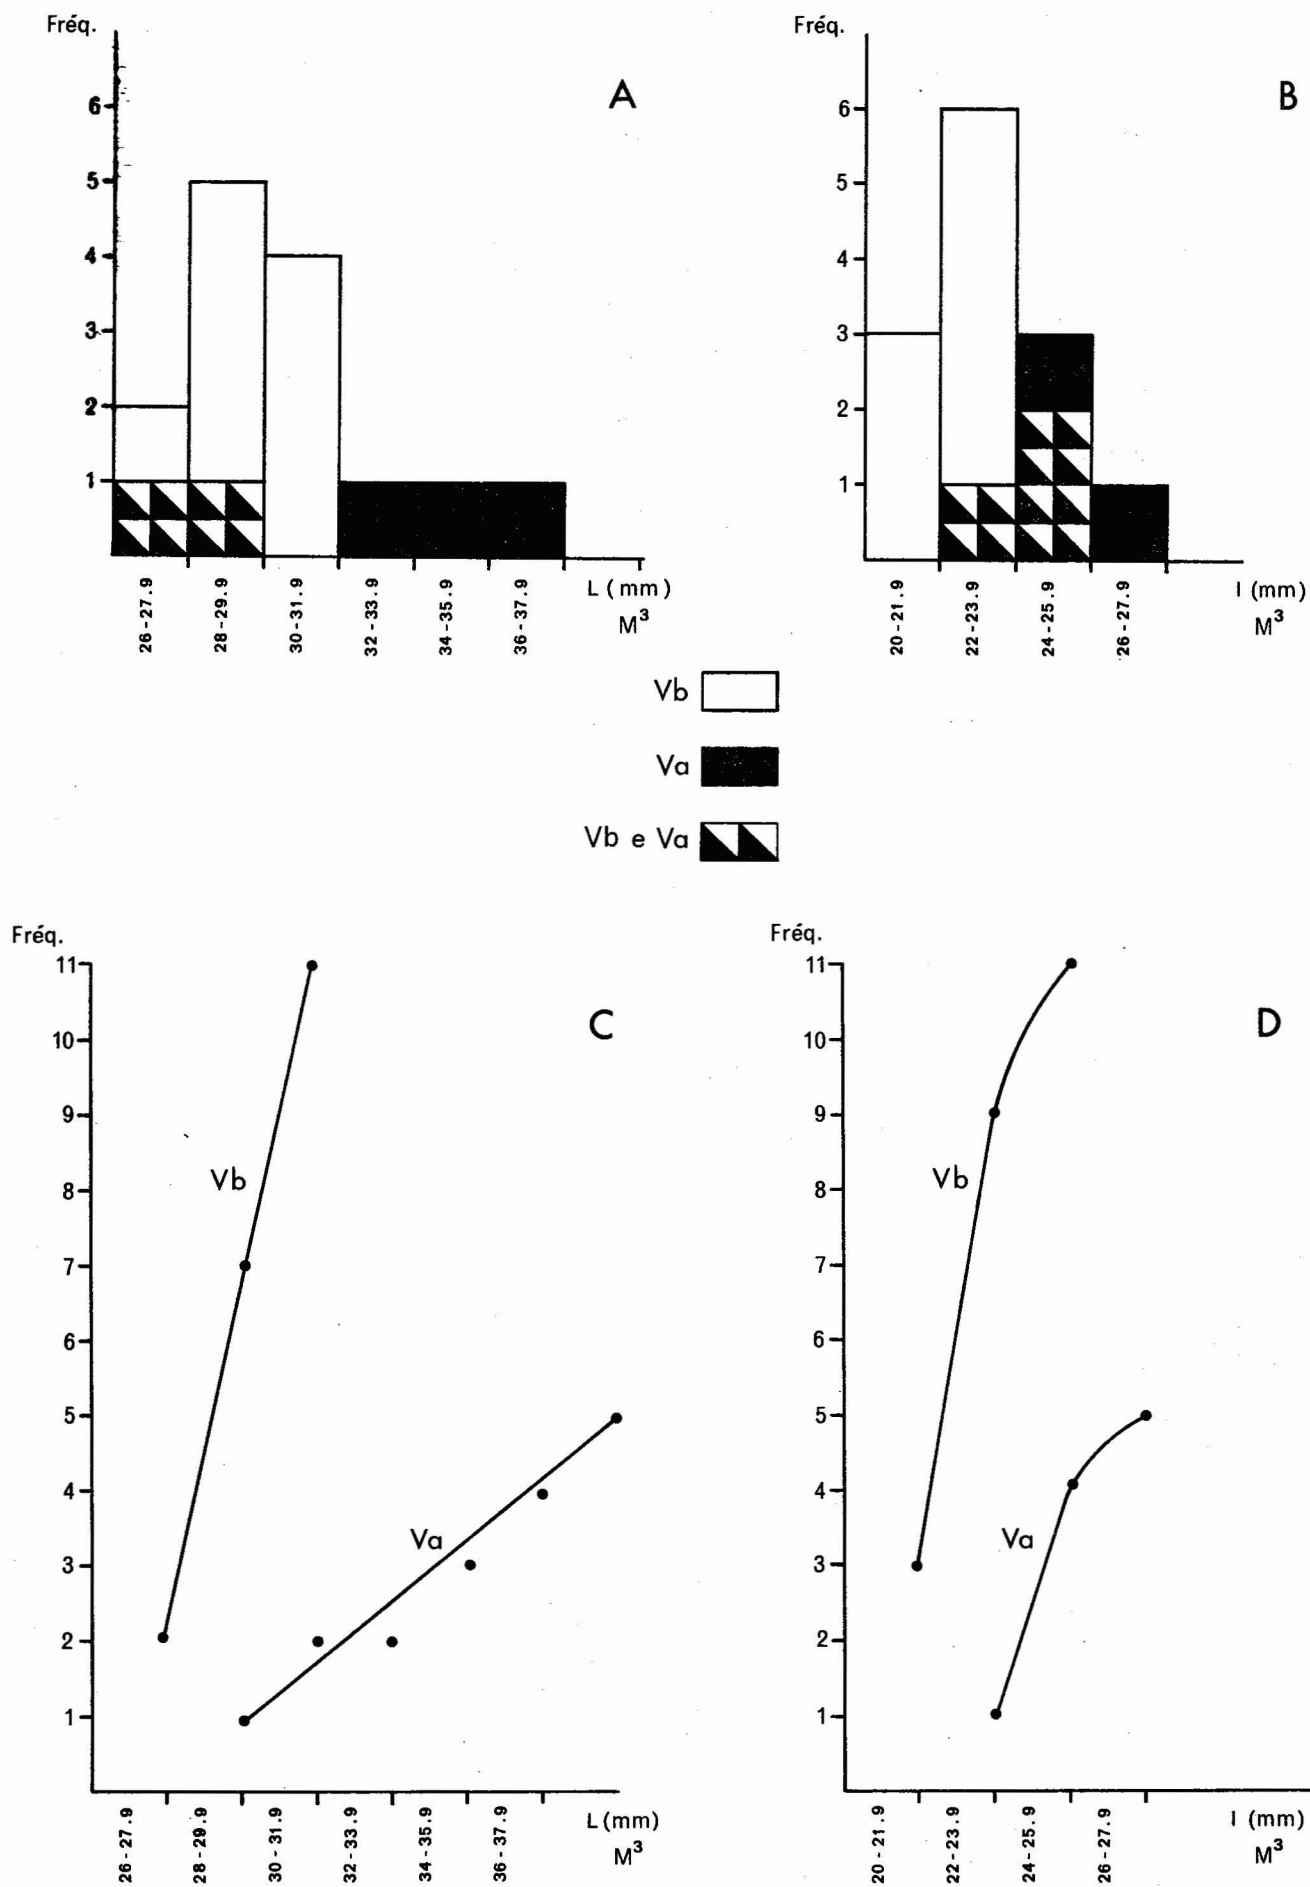 Fréq.
A
6
5
4
3
2
1
26-27.9
28-29.9
30-31.9
32-33.9
34-35.9
36-37.9
L (mm)
M³
Fréq.
B
6
5
4
3
2
1
20-21.9
22-23.9
24-25.9
26-27.9
l (mm)
M³
Vb
Va
Vb e Va
Fréq.
C
11
10
9
8
7
6
5
4
3
2
1
Vb
Va
26-27.9
28-29.9
30-31.9
32-33.9
34-35.9
36-37.9
L (mm)
M³
Fréq.
D
11
10
9
8
7
6
5
4
3
2
1
Vb
Va
20-21.9
22-23.9
24-25.9
26-27.9
l (mm)
M³